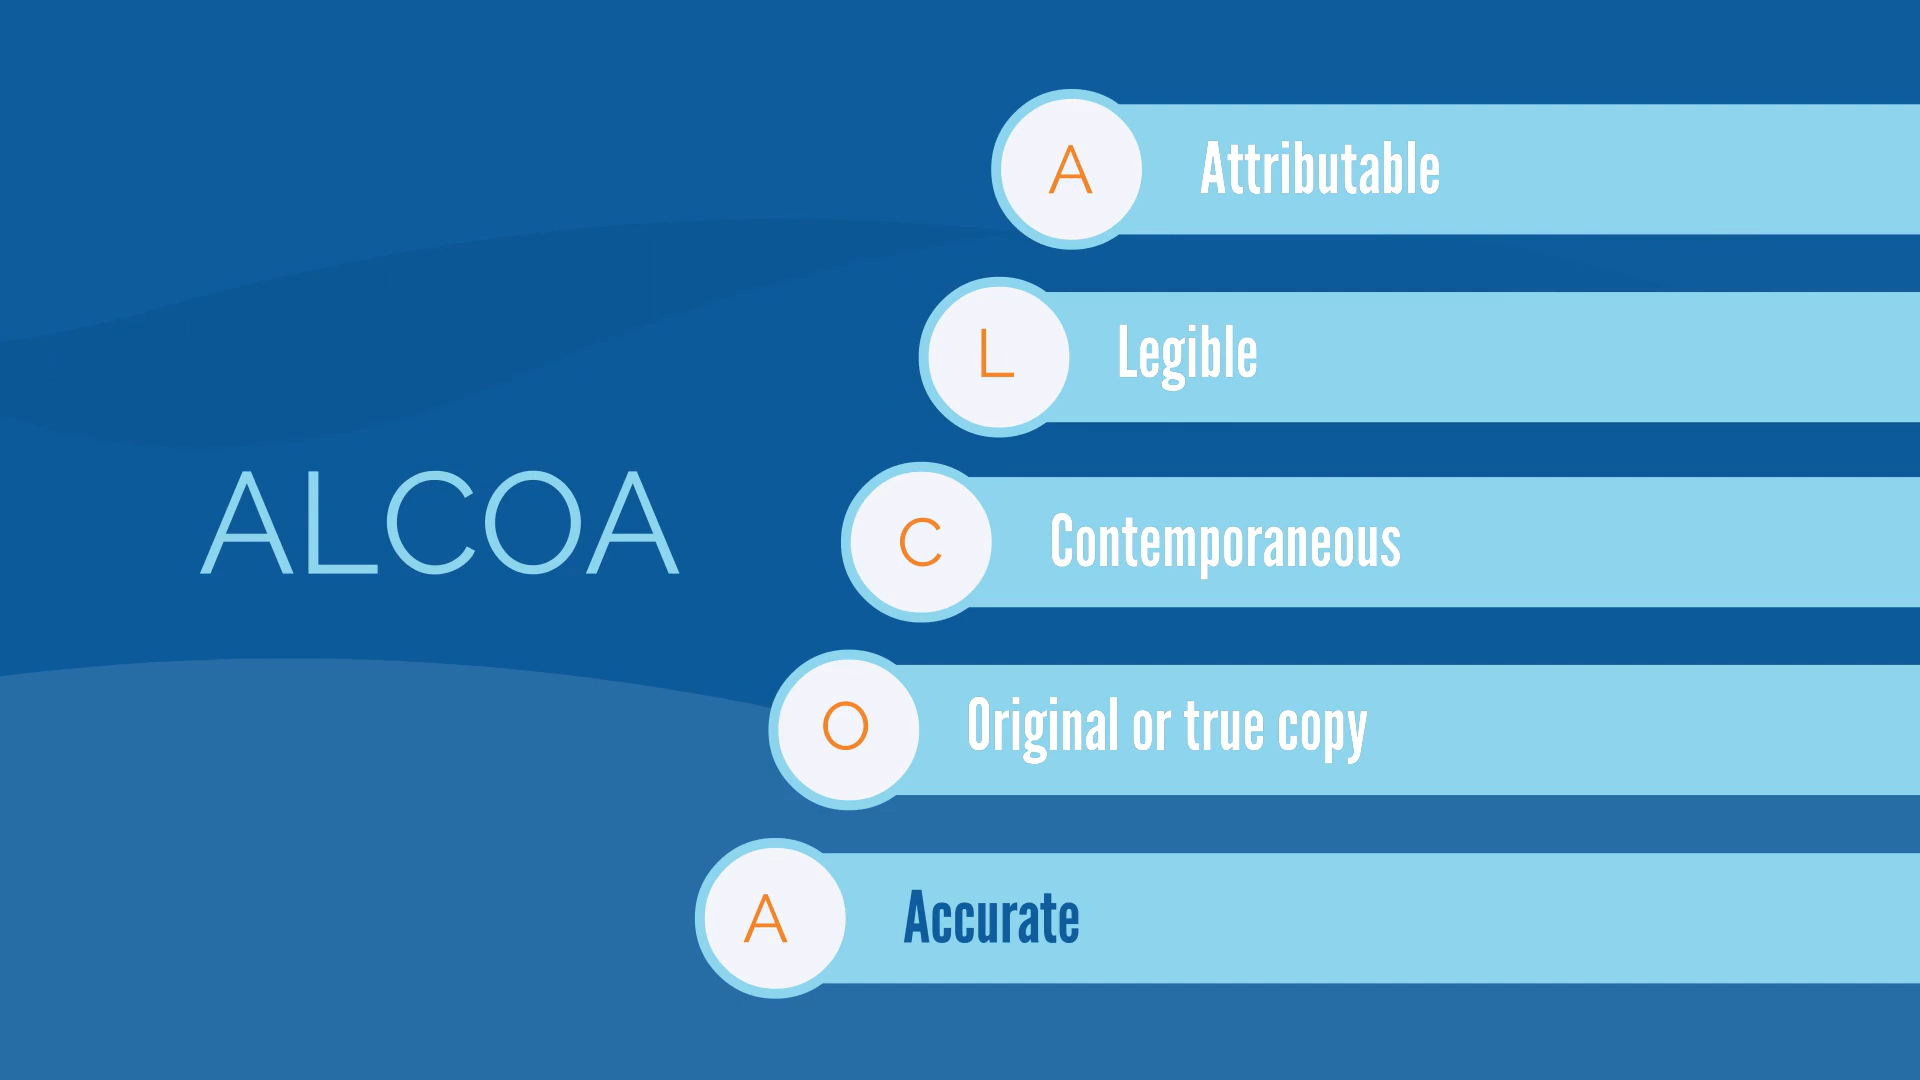 ALCOA
A Attributable
L Legible
C Contemporaneous
O Original or true copy
A Accurate